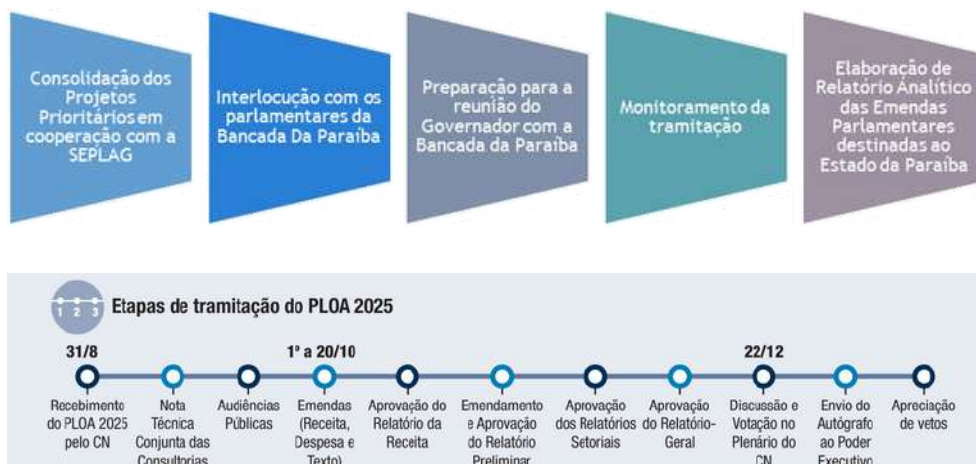 Consolidação dos
Projetos
Prioritários em
cooperação com a
SEPLAG
Interlocução com os
parlamentares da
Bancada Da Paraíba
Preparação para a
reunião do
Governador com a
Bancada da Paraíba
Monitoramento da
tramitação
Elaboração de
Relatório Analítico
das Emendas
Parlamentares
destinadas ao
Estado da Paraíba
1 2 3
Etapas de tramitação do PLOA 2025
31/8
Recebimento
do PLOA 2025
pelo CN
Nota
Técnica
Conjunta das
Consultorias
Audiências
Públicas
1º a 20/10
Emendas
(Receita,
Despesa e
Texto)
Aprovação do
Relatório da
Receita
Emendamento
e Aprovação
do Relatório
Preliminar
Aprovação
dos Relatórios
Setoriais
Aprovação
do Relatório-
Geral
22/12
Discussão e
Votação no
Plenário do
CN
Envio do
Autógrafo
ao Poder
Executivo
Apreciação
de vetos